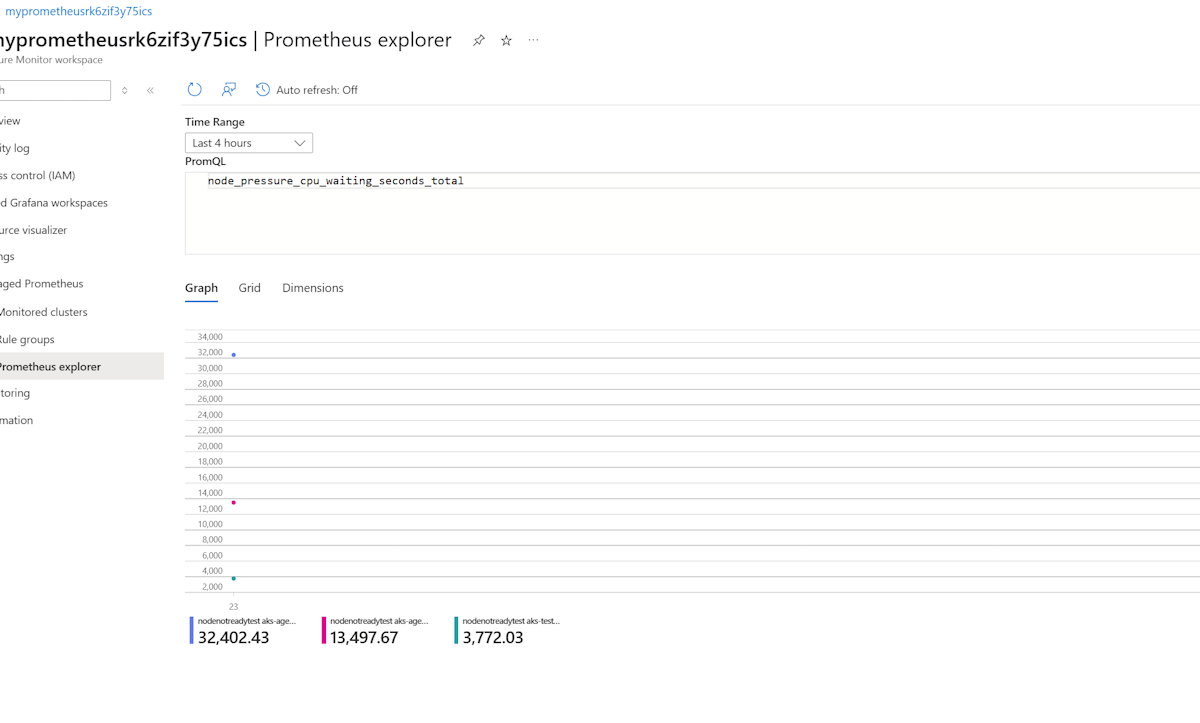 myprometheusrk6zif3y75ics
myprometheusrk6zif3y75ics | Prometheus explorer
ure Monitor workspace
h
Auto refresh: Off
view
ity log
ss control (IAM)
d Grafana workspaces
urce visualizer
ngs
aged Prometheus
Monitored clusters
Rule groups
Prometheus explorer
toring
mation
Time Range
Last 4 hours
PromQL
node_pressure_cpu_waiting_seconds_total
Graph Grid Dimensions
34,000
32,000
30,000
28,000
26,000
24,000
22,000
20,000
18,000
16,000
14,000
12,000
10,000
8,000
6,000
4,000
2,000
23
nodenotreadytest aks-age...
32,402.43
nodenotreadytest aks-age...
13,497.67
nodenotreadytest aks-test...
3,772.03